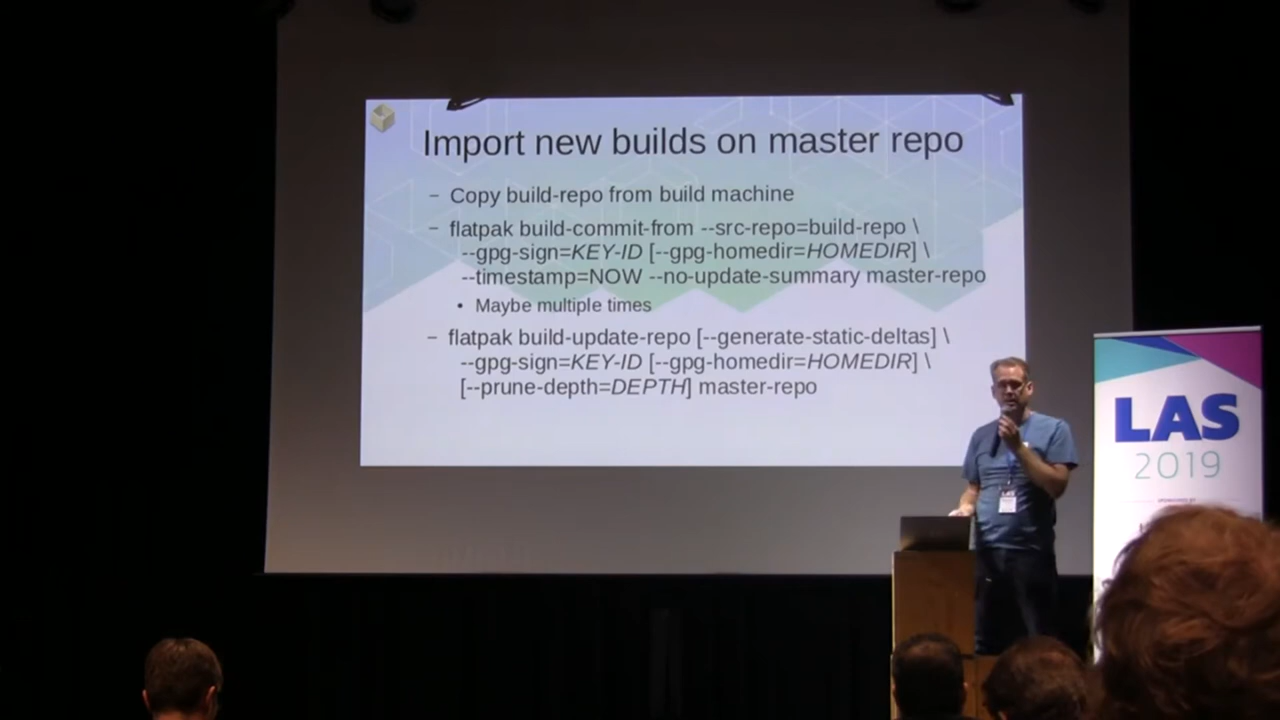 Import new builds on master repo
– Copy build-repo from build machine
– flatpak build-commit-from --src-repo=build-repo \
--gpg-sign=KEY-ID [--gpg-homedir=HOMEDIR] \
--timestamp=NOW --no-update-summary master-repo
• Maybe multiple times
– flatpak build-update-repo [--generate-static-deltas] \
--gpg-sign=KEY-ID [--gpg-homedir=HOMEDIR] \
[--prune-depth=DEPTH] master-repo
LAS
2019
LAS